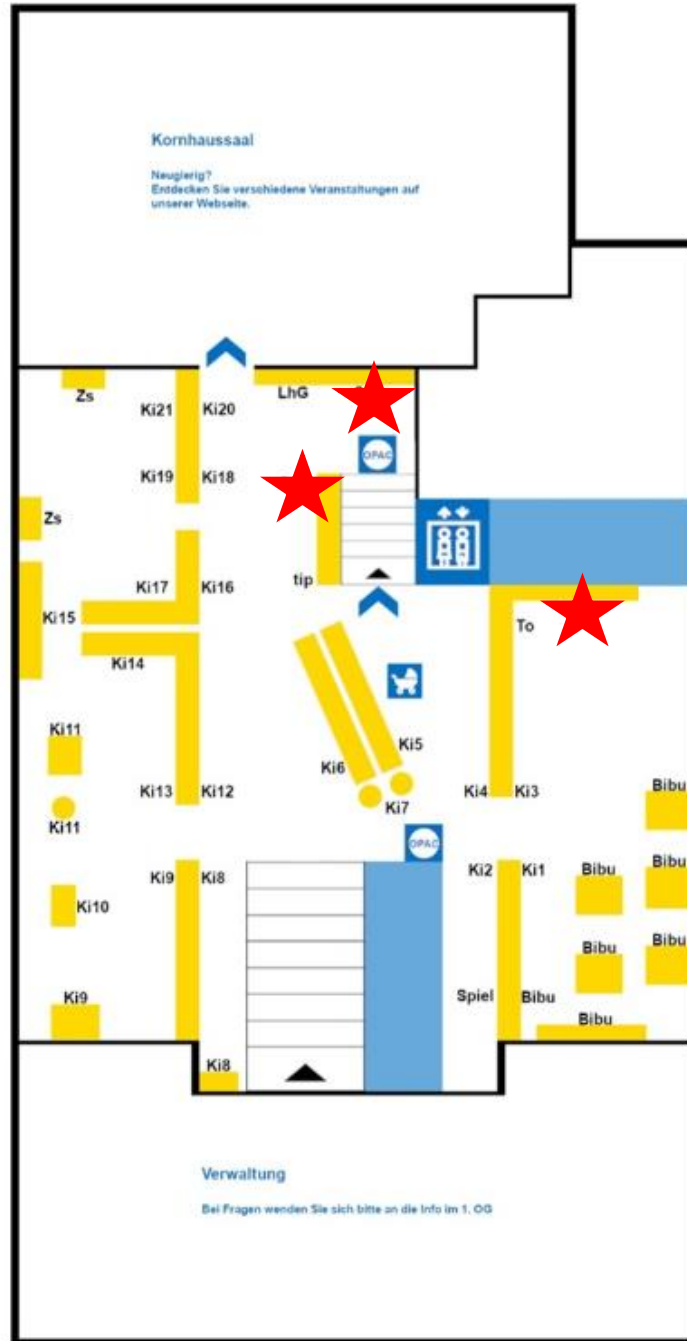 Kornhaussaal
Neugierig?
Entdecken Sie verschiedene Veranstaltungen auf
unserer Webseite.
Zs
Ki21 Ki20
LhG
OPAC
Ki19 Ki18
Zs
tip
Ki17 Ki16
Ki15
To
Ki14
Ki11
Ki5
Ki6
Ki13 Ki12
Ki7
Ki4 Ki3
Bibu
Ki11
OPAC
Ki9 Ki8
Ki2 Ki1
Bibu
Bibu
Ki10
Bibu
Bibu
Ki9
Spiel Bibu
Bibu
Ki8
Verwaltung
Bei Fragen wenden Sie sich bitte an die Info im 1. OG